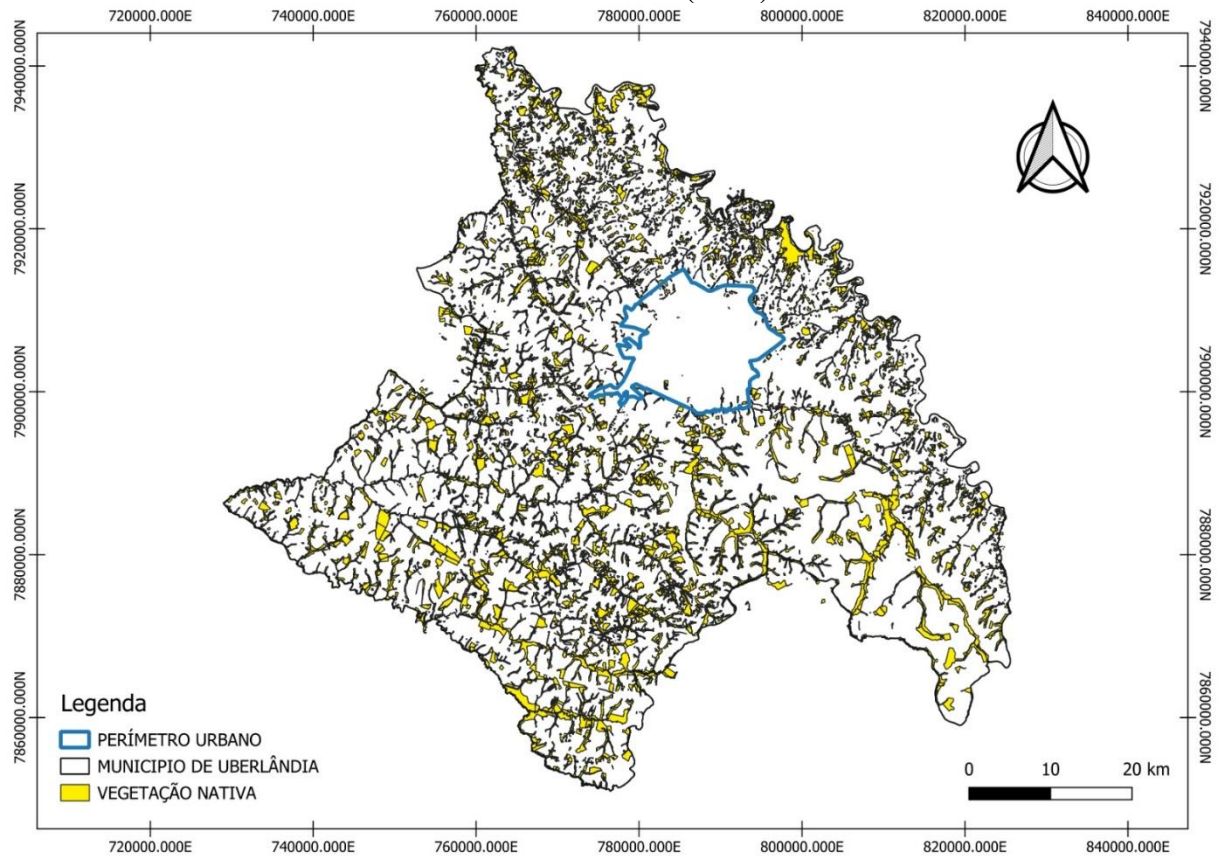 720000.000E 740000.000E 760000.000E 780000.000E 800000.000E 820000.000E 840000.000E
7940000.000N 7940000.000N
7920000.000N 7920000.000N
7900000.000N 7900000.000N
7880000.000N 7880000.000N
7860000.000N 7860000.000N
Legenda
PERÍMETRO URBANO
MUNICIPIO DE UBERLÂNDIA
VEGETAÇÃO NATIVA
0 10 20 km
720000.000E 740000.000E 760000.000E 780000.000E 800000.000E 820000.000E 840000.000E